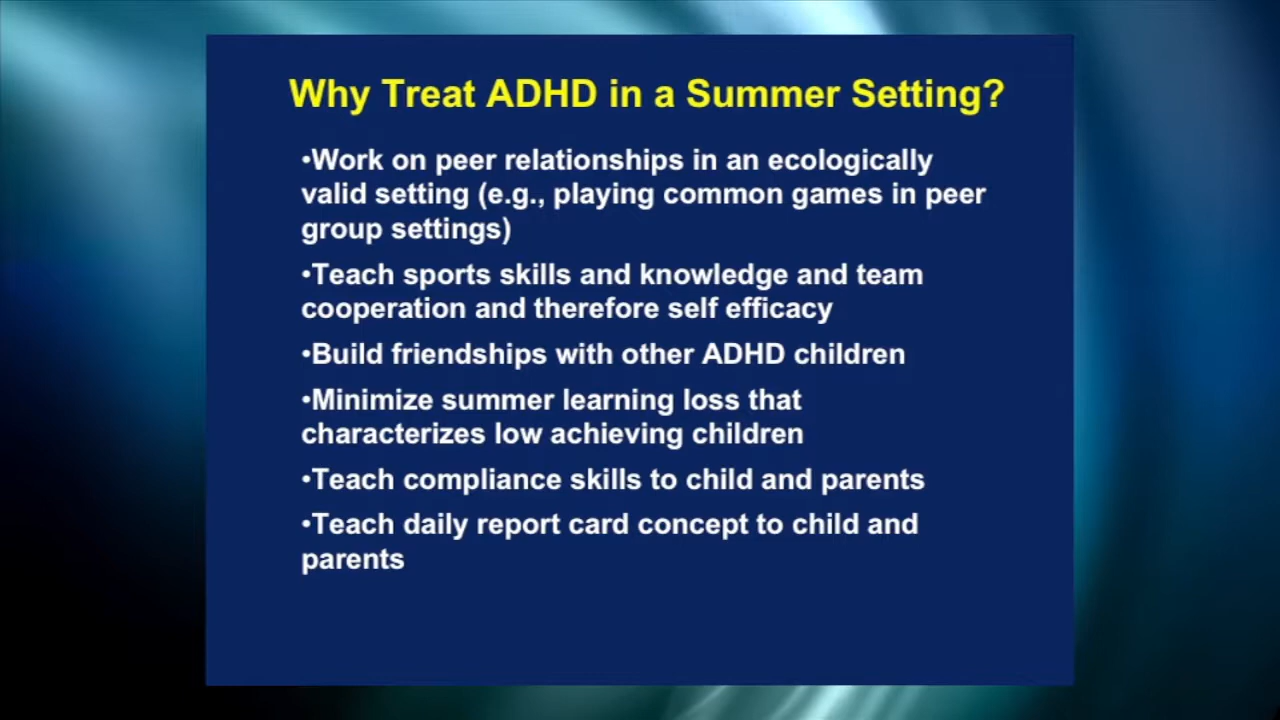 Why Treat ADHD in a Summer Setting?
•Work on peer relationships in an ecologically
valid setting (e.g., playing common games in peer
group settings)
•Teach sports skills and knowledge and team
cooperation and therefore self efficacy
•Build friendships with other ADHD children
•Minimize summer learning loss that
characterizes low achieving children
•Teach compliance skills to child and parents
•Teach daily report card concept to child and
parents